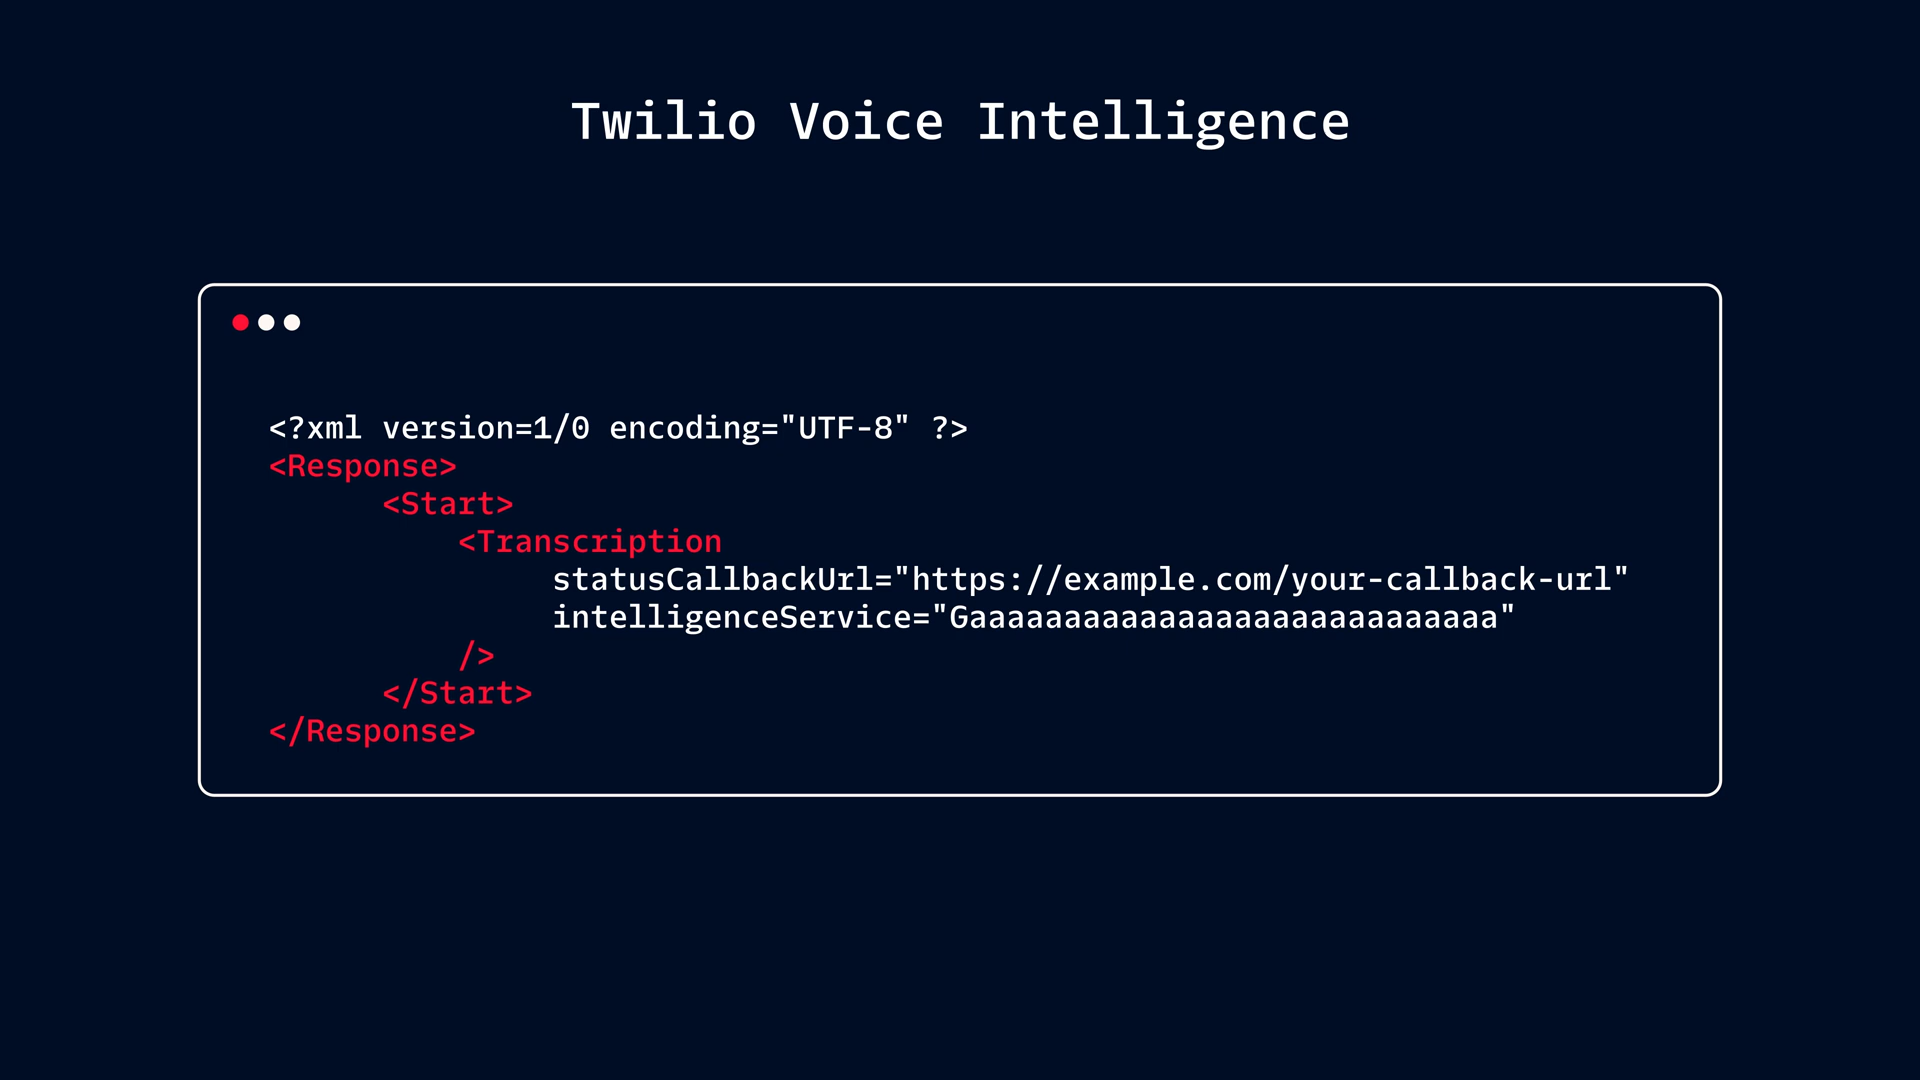 Twilio Voice Intelligence
<?xml version=1/0 encoding="UTF-8" ?>
<Response>
<Start>
<Transcription
statusCallbackUrl="https://example.com/your-callback-url"
intelligenceService="Gaaaaaaaaaaaaaaaaaaaaaaaaaaaa"
/>
</Start>
</Response>